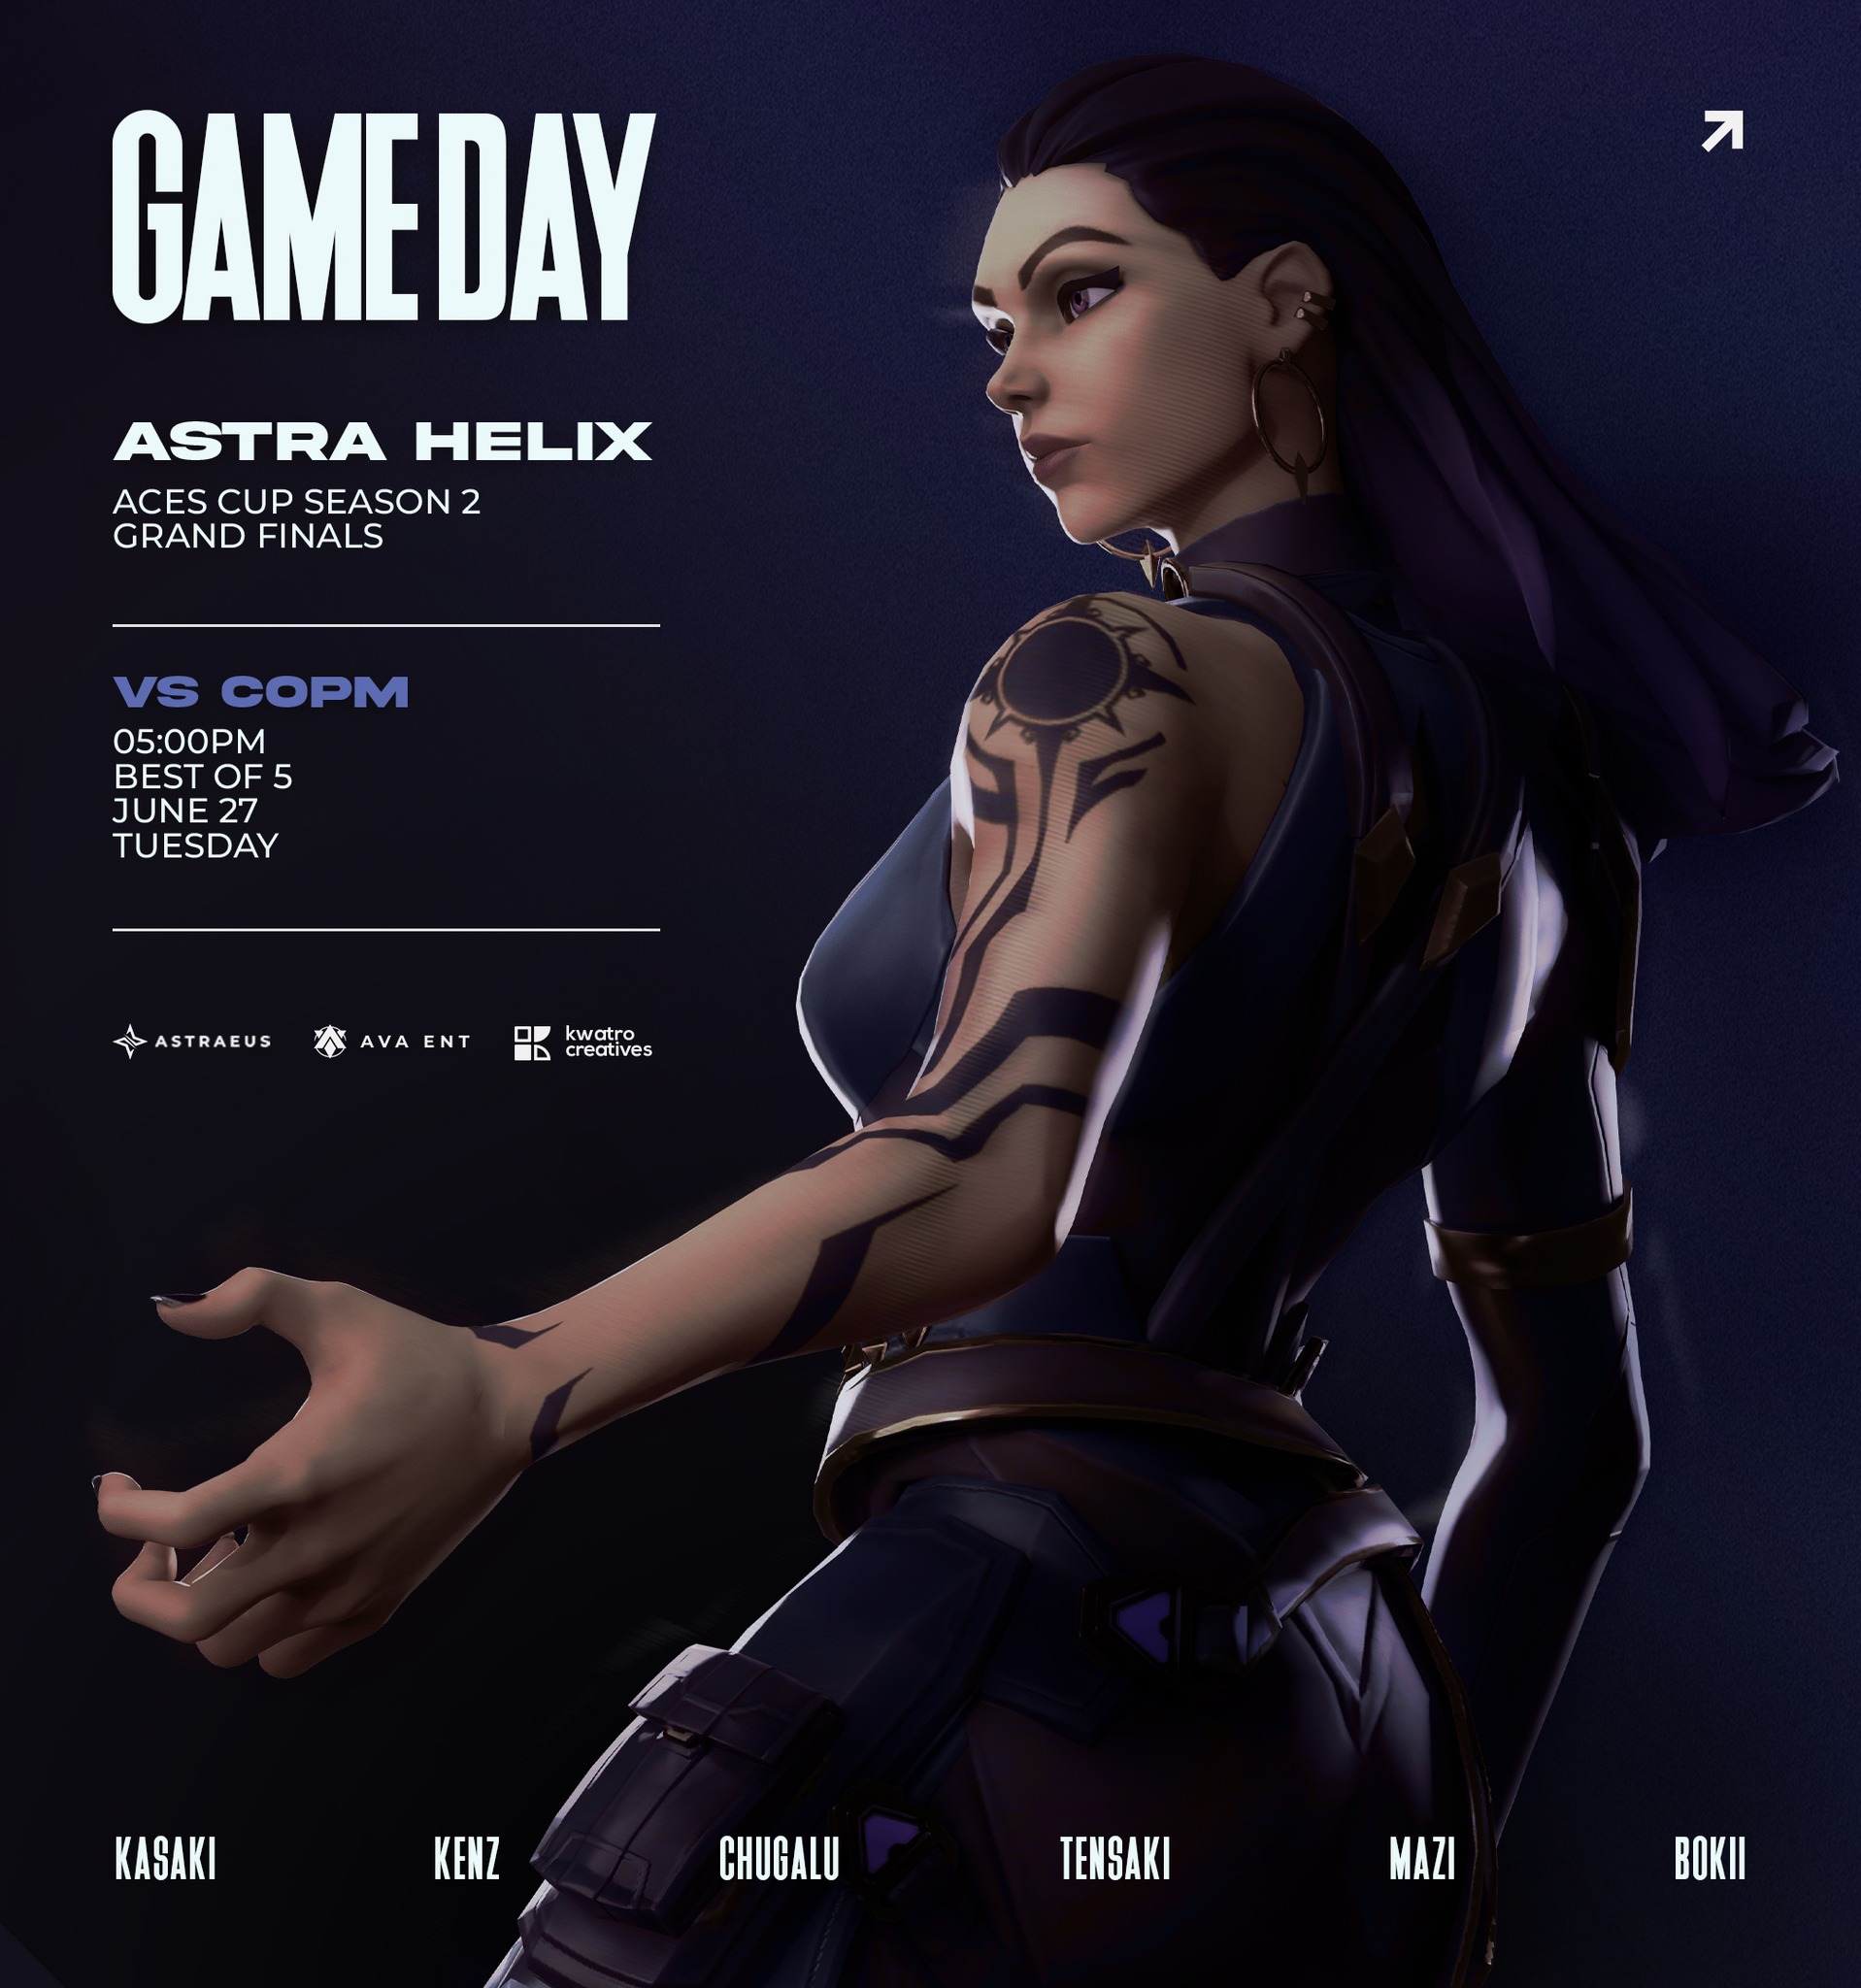 GAME DAY
ASTRA HELIX
ACES CUP SEASON 2
GRAND FINALS
VS COPM
05:00PM
BEST OF 5
JUNE 27
TUESDAY
ASTRAEUS
AVA ENT
kwatro
creatives
KASAKI
KENZ
CHUGALU
TENSAKI
MAZI
BOKII